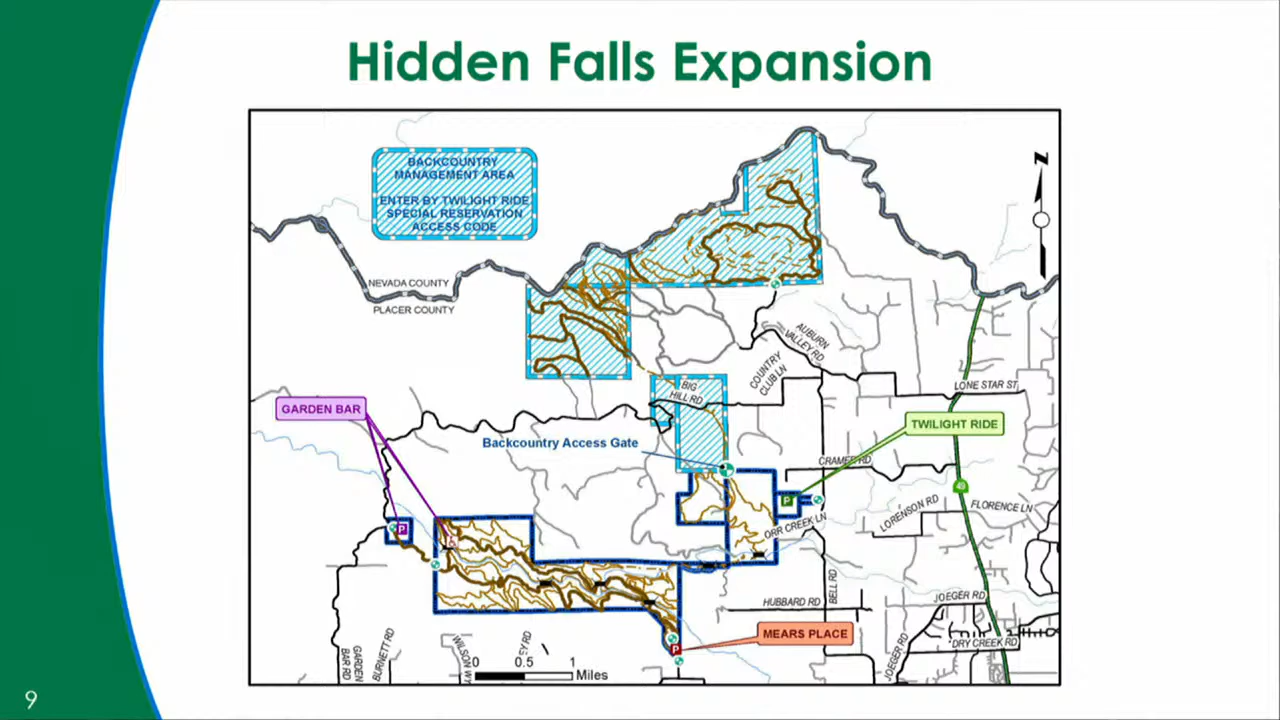 Hidden Falls Expansion
BACKCOUNTRY
MANAGEMENT AREA
ENTER BY TWILIGHT RIDE
SPECIAL RESERVATION
ACCESS CODE
N
NEVADA COUNTY
PLACER COUNTY
AUBURN
VALLEY RD
COUNTRY
CLUB LN
BIG
HILL RD
LONE STAR ST
GARDEN BAR
TWILIGHT RIDE
Backcountry Access Gate
CRAMER RD
49
P
FLORENCE LN
LORENSON RD
ORR CREEK LN
P
HUBBARD RD
BELL RD
JOEGER RD
MEARS PLACE
P
DRY CREEK RD
JOEGER RD
GARDEN
BAR RD
BURNETT RD
0 0.5 1
Miles
9